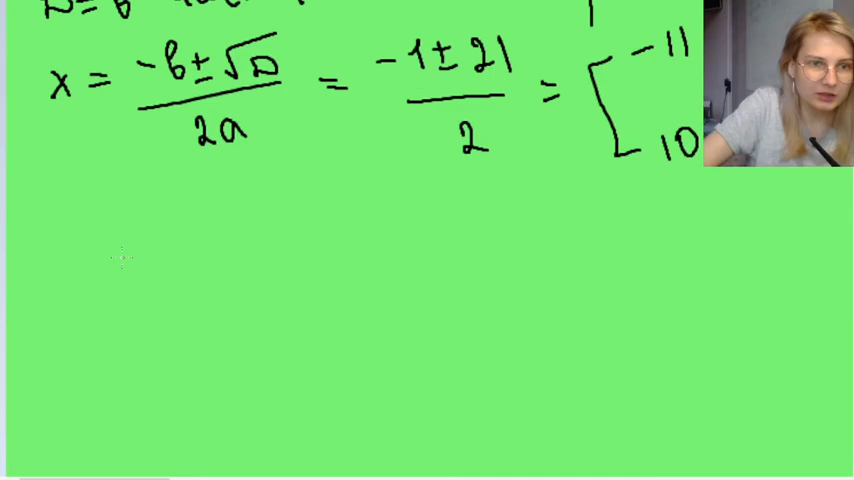 x = -b±√D / 2a = -1±21 / 2 = [ -11
10